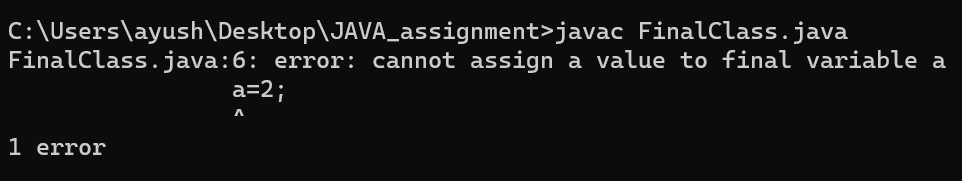 C:\Users\ayush\Desktop\JAVA_assignment>javac FinalClass.java
FinalClass.java:6: error: cannot assign a value to final variable a
a=2;
^
1 error